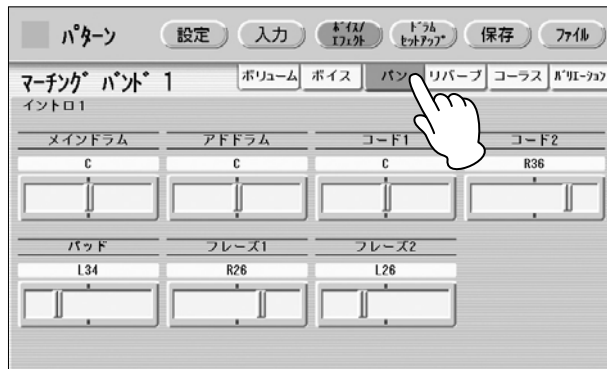 パターン 設定 入力 ボイス/エフェクト ドラムセットアップ 保存 ファイル
マーチング バンド 1 ボリューム ボイス パン リバーブ コーラス バリエーション
イントロ1
メインドラム アドドラム コード1 コード2
C C C R36
パッド フレーズ1 フレーズ2
L34 R26 L26